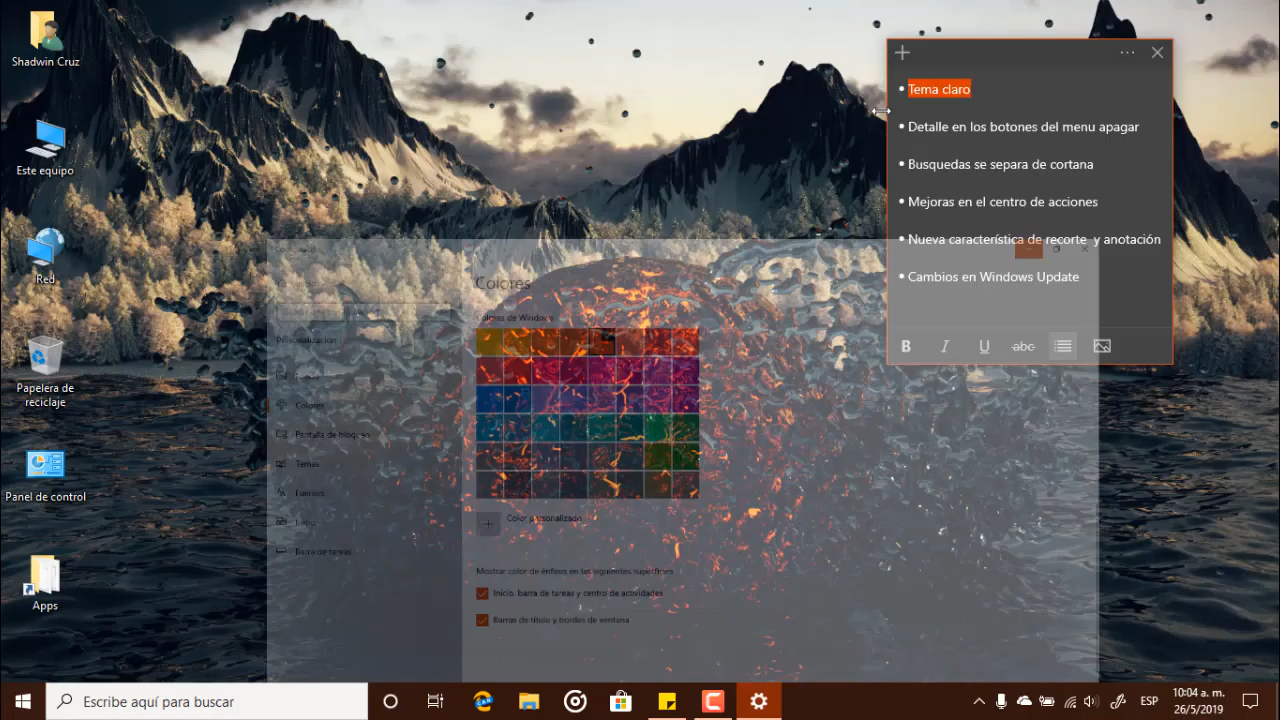 Shadwin Cruz
Este equipo
Red
Papelera de
reciclaje
Panel de control
Apps
• Tema claro
• Detalle en los botones del menu apagar
• Busquedas se separa de cortana
• Mejoras en el centro de acciones
• Nueva característica de recorte y anotación
• Cambios en Windows Update
B I U abc
Colores
Colores de Windows
Personalización
Colores
Pantalla de bloqueo
Temas
Fuentes
Inicio
Barra de tareas
Color personalizado
Mostrar color de énfasis en las siguientes superficies
Inicio, barra de tareas y centro de actividades
Barras de título y bordes de ventana
Escribe aquí para buscar
CAN
ESP
10:04 a. m.
26/5/2019